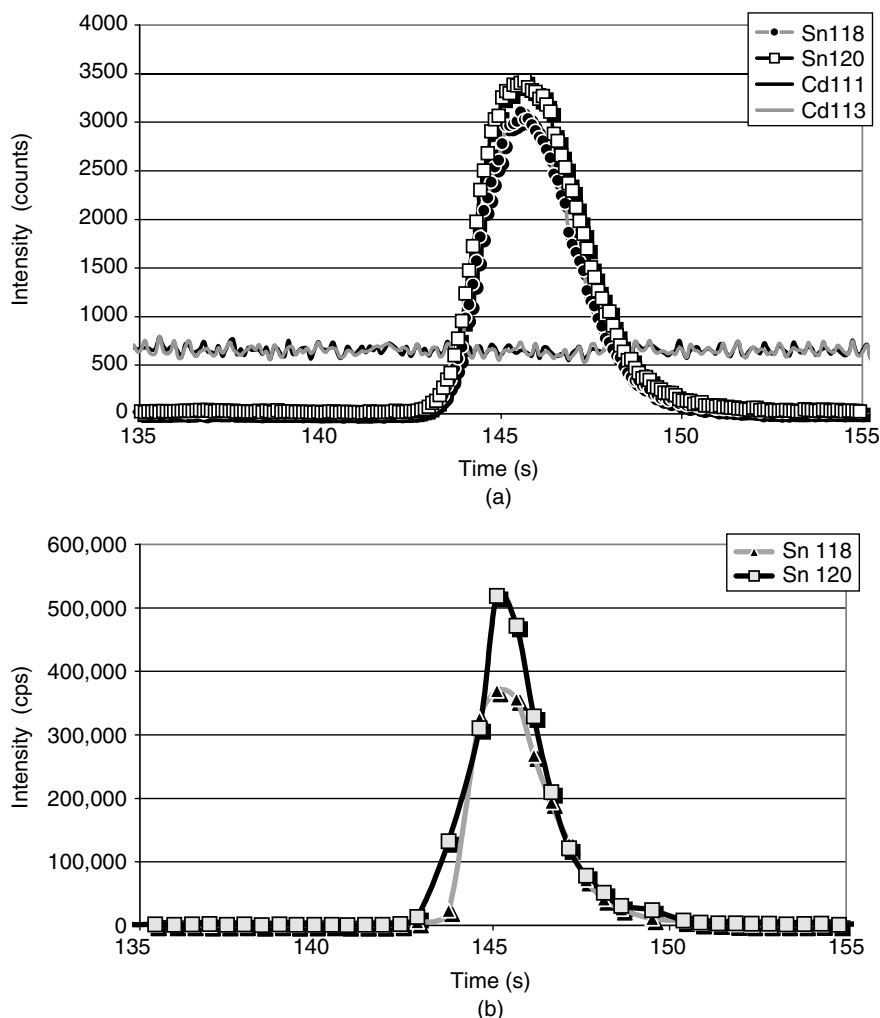 4000
3500
3000
2500
2000
1500
1000
500
0
Intensity (counts)
Sn118
Sn120
Cd111
Cd113
135
140
145
150
155
Time (s)
(a)
600,000
500,000
400,000
300,000
200,000
100,000
0
Intensity (cps)
Sn 118
Sn 120
135
140
145
150
155
Time (s)
(b)